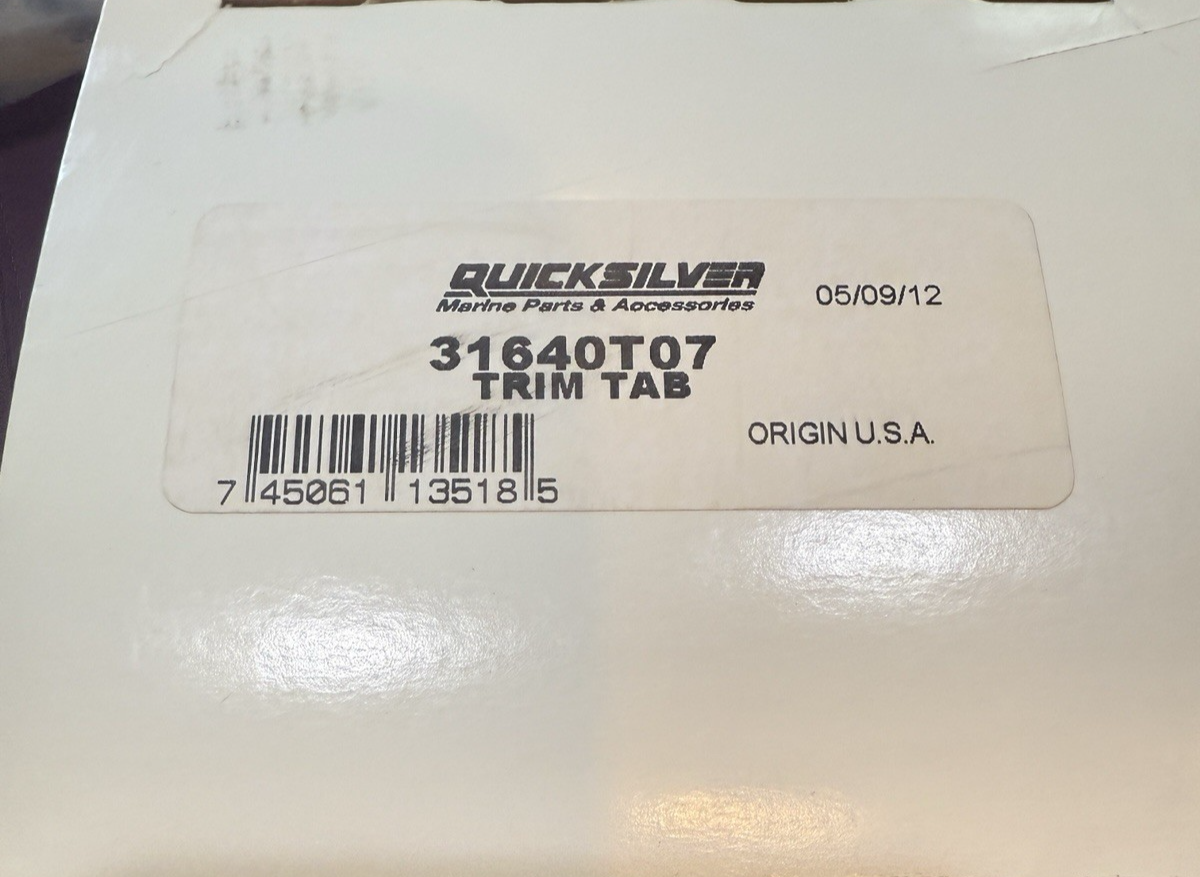 QUICKSILVER
Marine Parts & Accessories
05/09/12
31640T07
TRIM TAB
ORIGIN U.S.A.
7 45061 13518 5